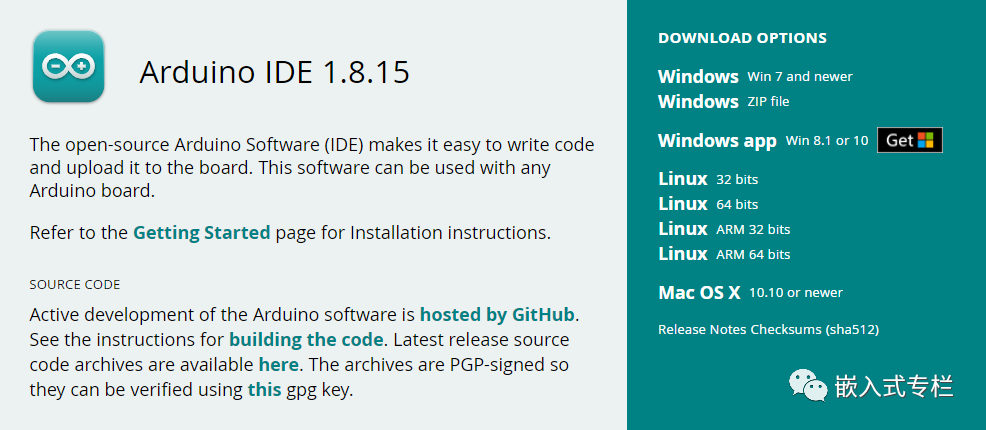 Arduino IDE 1.8.15
The open-source Arduino Software (IDE) makes it easy to write code
and upload it to the board. This software can be used with any
Arduino board.
Refer to the Getting Started page for Installation instructions.
SOURCE CODE
Active development of the Arduino software is hosted by GitHub.
See the instructions for building the code. Latest release source
code archives are available here. The archives are PGP-signed so
they can be verified using this gpg key.
DOWNLOAD OPTIONS
Windows Win 7 and newer
Windows ZIP file
Windows app Win 8.1 or 10 Get
Linux 32 bits
Linux 64 bits
Linux ARM 32 bits
Linux ARM 64 bits
Mac OS X 10.10 or newer
Release Notes Checksums (sha512)
嵌入式专栏